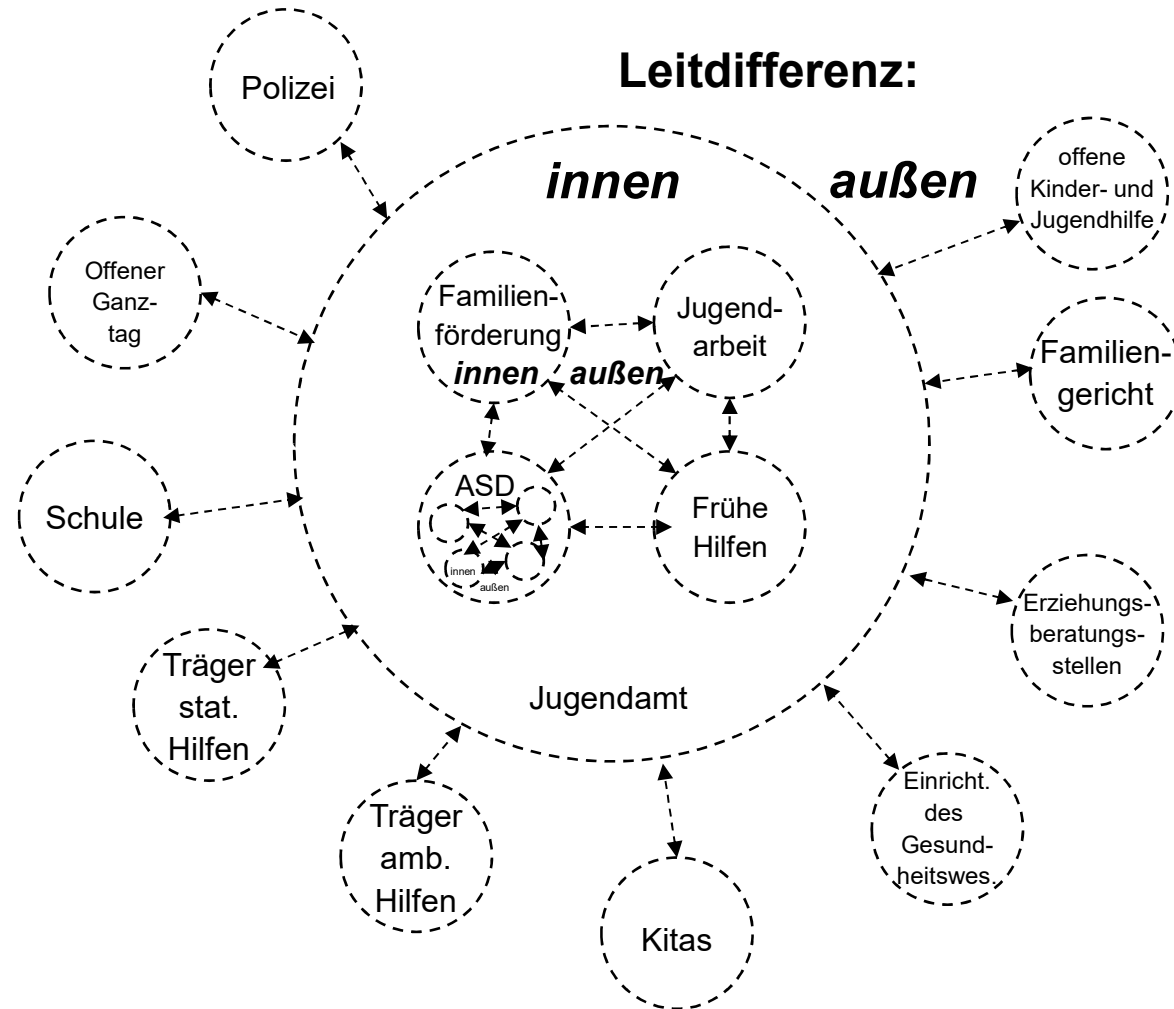 Leitdifferenz:
Polizei
innen
außen
offene
Kinder- und
Jugendhilfe
Offener
Ganz-
tag
Familien-
förderung
innen
außen
Jugend-
arbeit
Familien-
gericht
Schule
ASD
innen
außen
Frühe
Hilfen
Erziehungs-
beratungs-
stellen
Träger
stat.
Hilfen
Jugendamt
Träger
amb.
Hilfen
Kitas
Einricht.
des
Gesund-
heitswes.